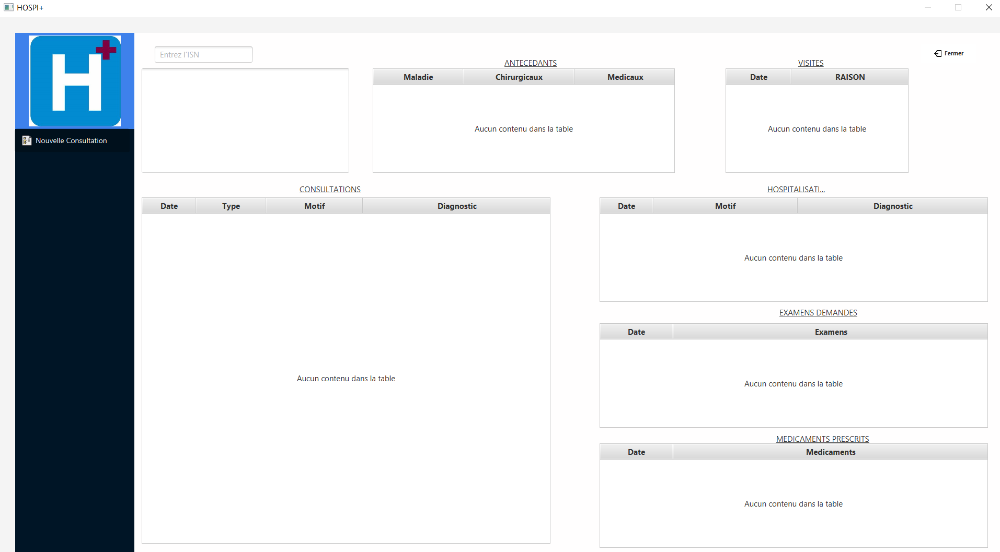 HOSPI+
H
Entrez l'ISN
Fermer
ANTECEDANTS
Maladie Chirurgicaux Medicaux
Aucun contenu dans la table
VISITES
Date RAISON
Aucun contenu dans la table
Nouvelle Consultation
CONSULTATIONS
Date Type Motif Diagnostic
Aucun contenu dans la table
HOSPITALISATI...
Date Motif Diagnostic
Aucun contenu dans la table
EXAMENS DEMANDES
Date Examens
Aucun contenu dans la table
MEDICAMENTS PRESCRITS
Date Medicaments
Aucun contenu dans la table